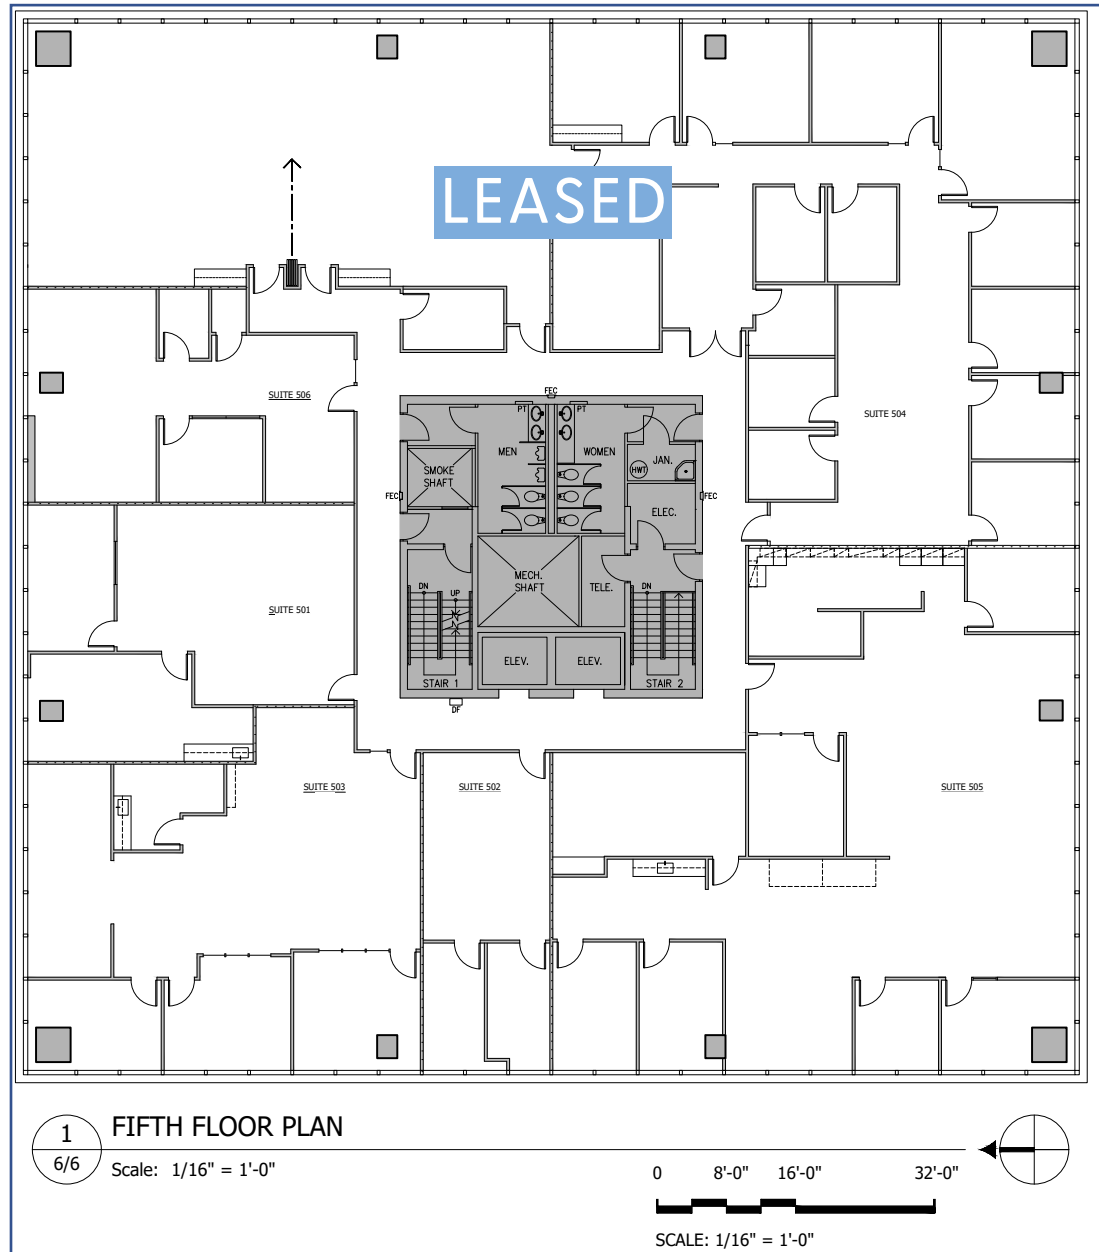 LEASED
SUITE 506
SUITE 504
FEC
PT
PT
MEN
WOMEN
JAN.
HWT
SMOKE
SHAFT
FEC
FEC
ELEC.
MECH.
SHAFT
TELE.
DN
UP
DN
SUITE 501
ELEV.
ELEV.
STAIR 1
STAIR 2
DF
SUITE 503
SUITE 502
SUITE 505
1
6/6
FIFTH FLOOR PLAN
Scale: 1/16" = 1'-0"
0 8'-0" 16'-0" 32'-0"
SCALE: 1/16" = 1'-0"